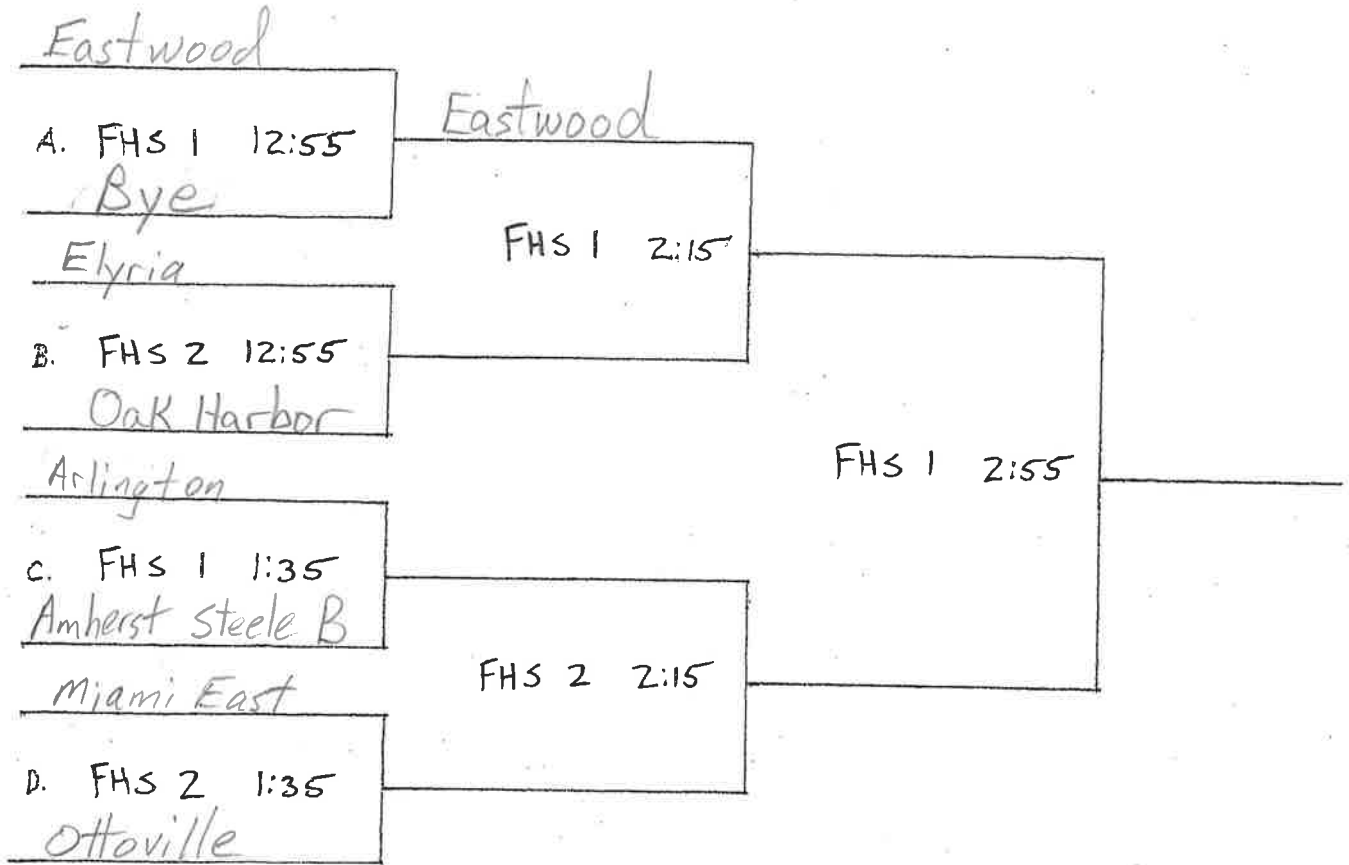 Eastwood
A. FHS 1 12:55
Bye
Eastwood
Elyria
FHS 1 2:15
B. FHS 2 12:55
Oak Harbor
Arlington
FHS 1 2:55
C. FHS 1 1:35
Amherst Steele B
Miami East
FHS 2 2:15
D. FHS 2 1:35
Ottoville